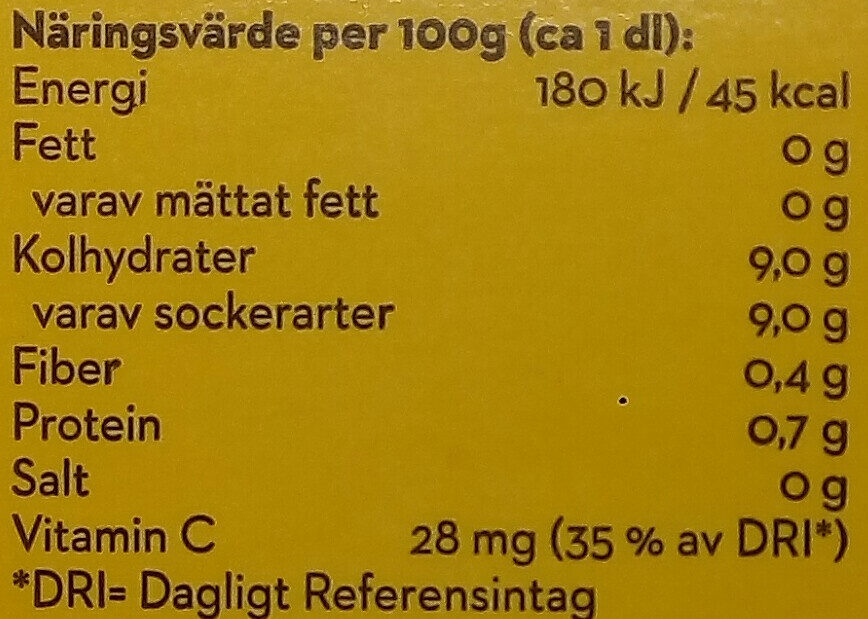 Näringsvärde per 100g (ca 1 dl):
Energi 180 kJ / 45 kcal
Fett 0 g
varav mättat fett 0 g
Kolhydrater 9,0 g
varav sockerarter 9,0 g
Fiber 0,4 g
Protein 0,7 g
Salt 0 g
Vitamin C 28 mg (35 % av DRI*)
*DRI= Dagligt Referensintag